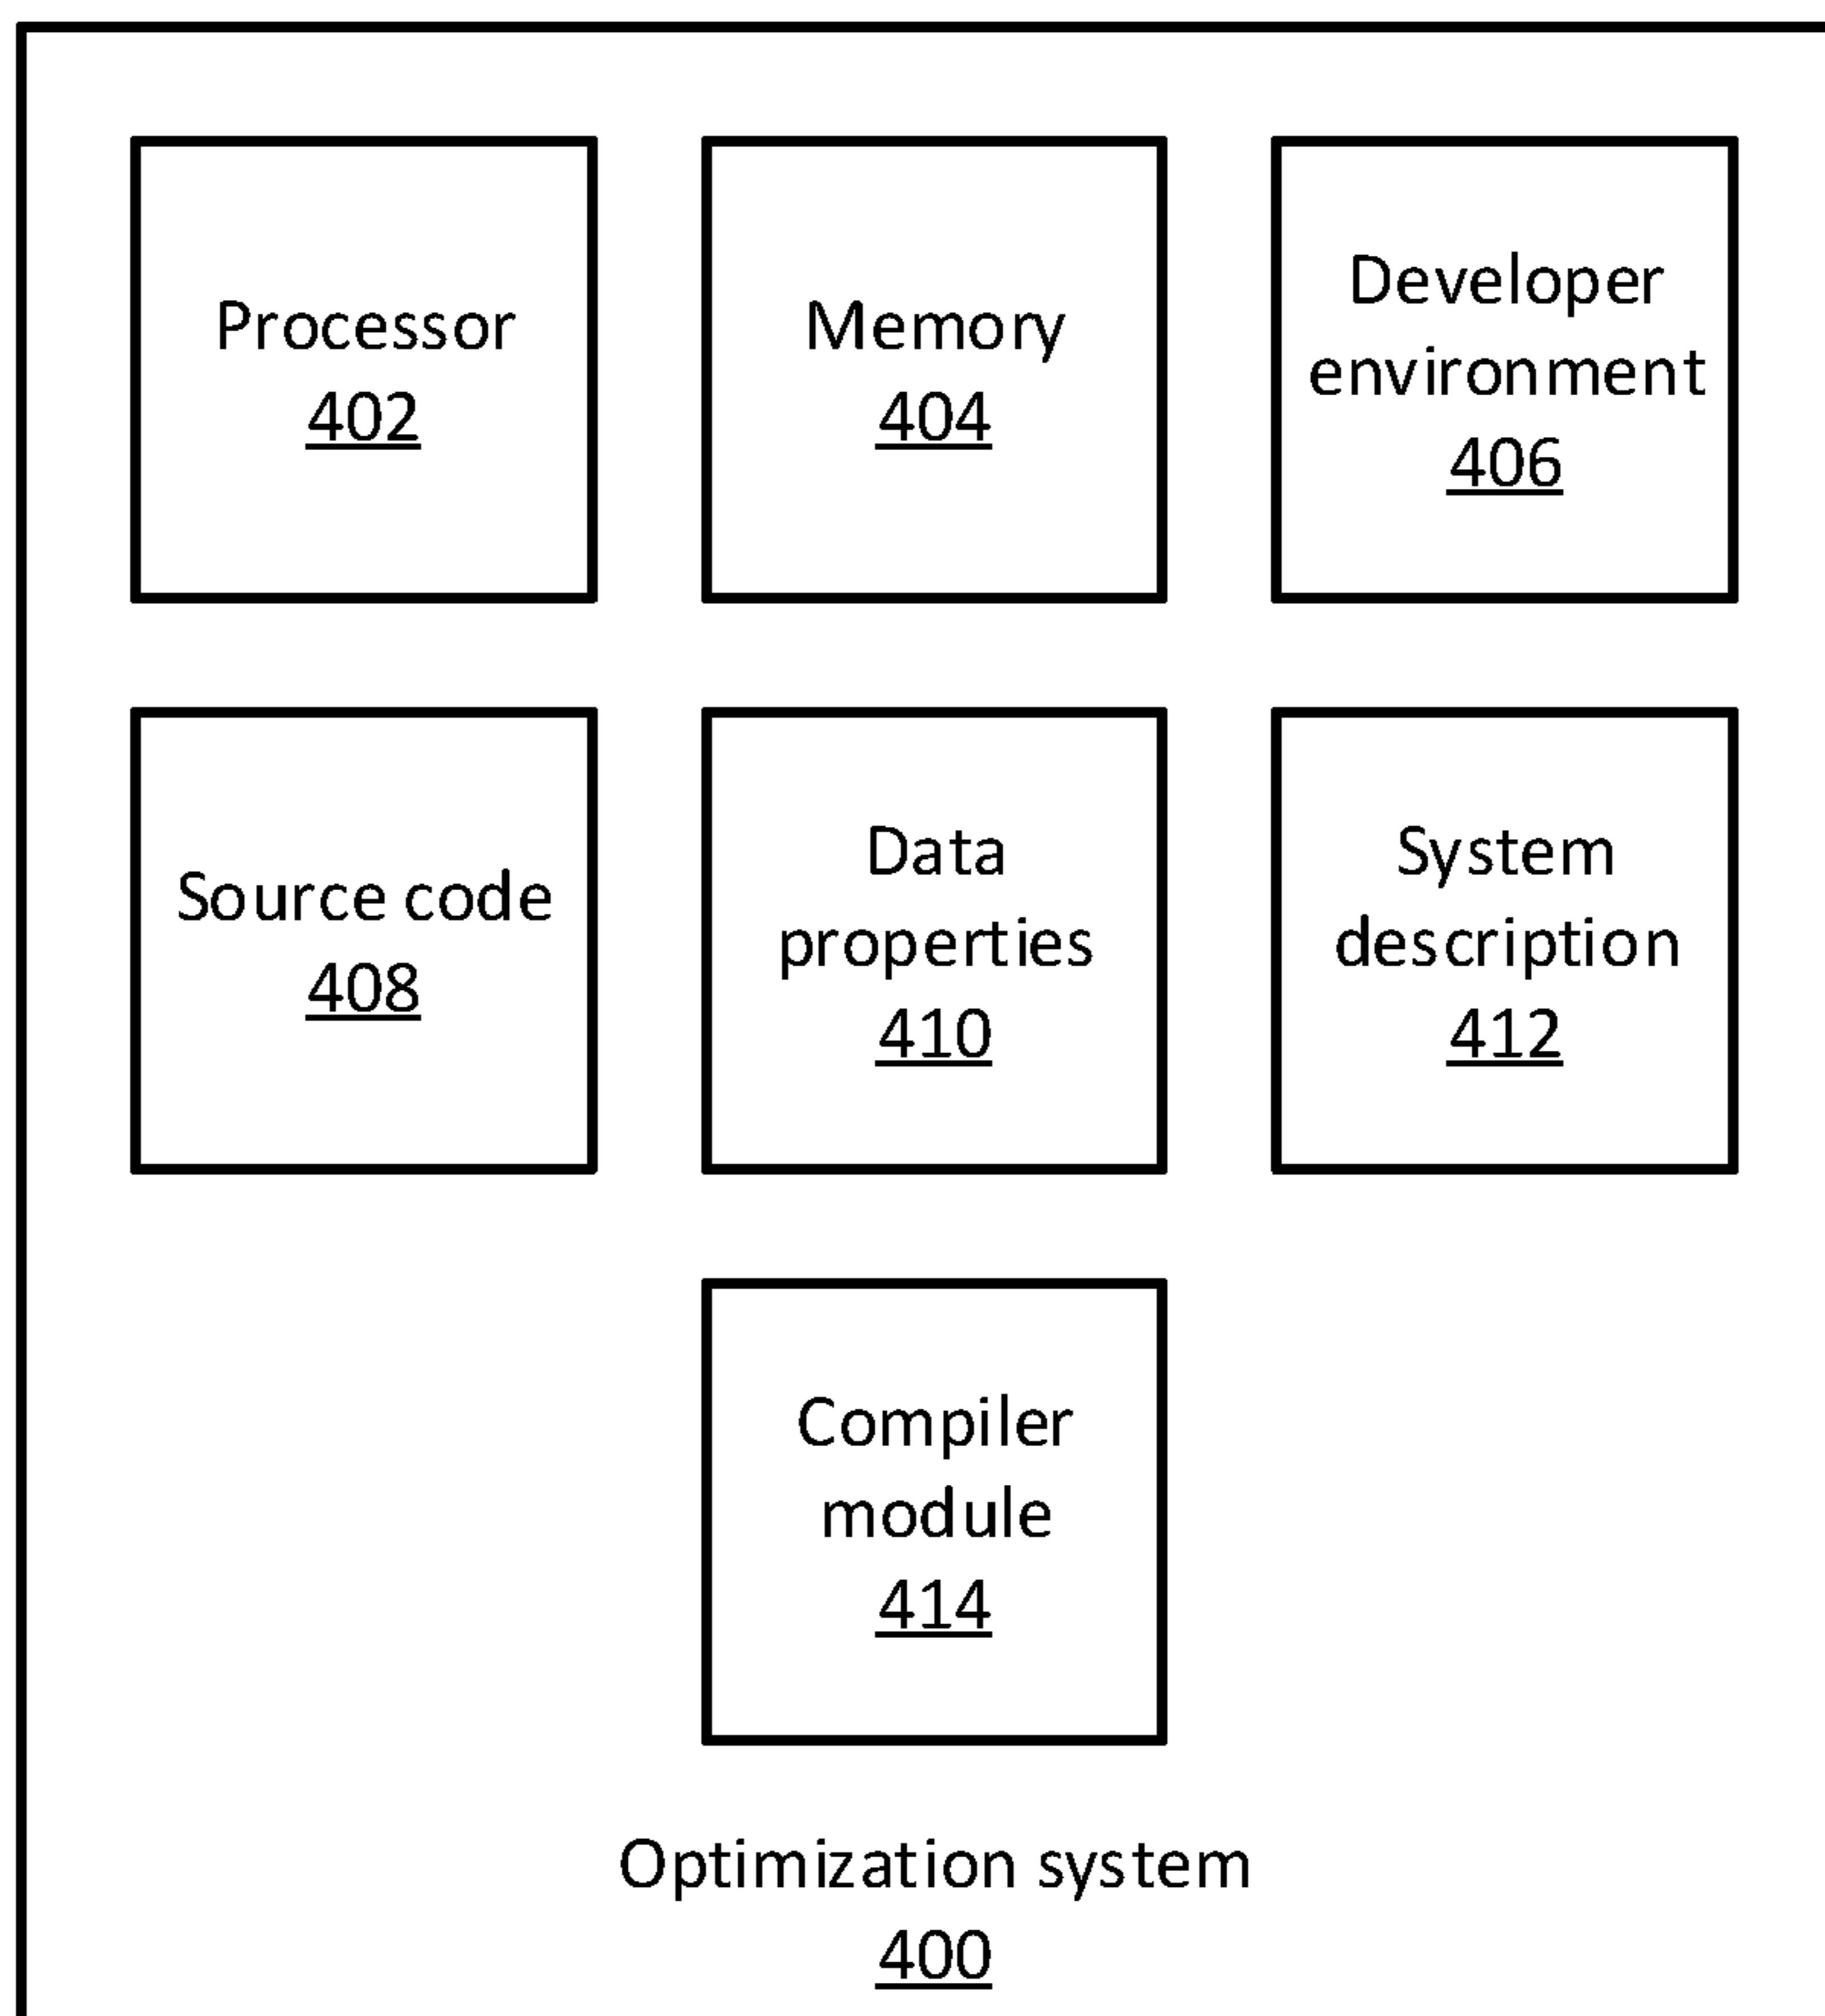 Processor
402
Memory
404
Developer
environment
406
Source code
408
Data
properties
410
System
description
412
Compiler
module
414
Optimization system
400